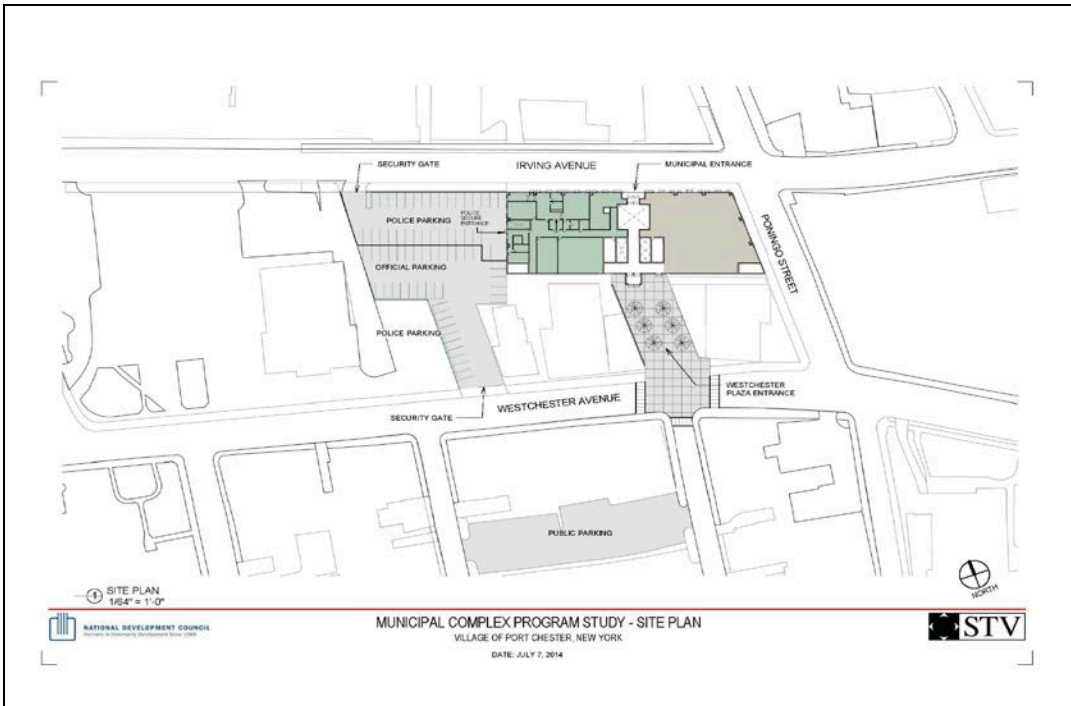 SECURITY GATE
IRVING AVENUE
MUNICIPAL ENTRANCE
POLICE PARKING
POLICE
SECURE
ENTRANCE
PONINGO STREET
OFFICIAL PARKING
POLICE PARKING
WESTCHESTER
PLAZA ENTRANCE
WESTCHESTER AVENUE
SECURITY GATE
PUBLIC PARKING
1
SITE PLAN
1/64" = 1'-0"
NORTH
NATIONAL DEVELOPMENT COUNCIL
MUNICIPAL COMPLEX PROGRAM STUDY - SITE PLAN
VILLAGE OF PORT CHESTER, NEW YORK
DATE: JULY 7, 2014
STV